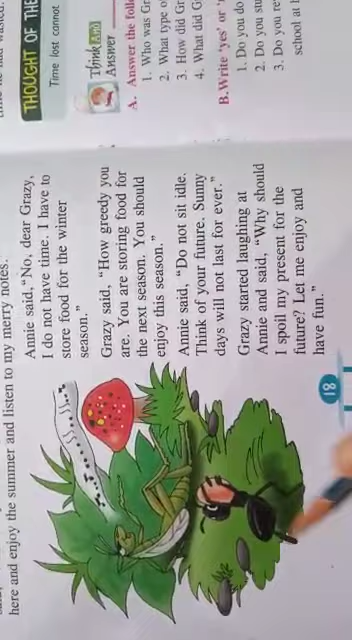 here and enjoy the summer and listen to my merry notes.
Annie said, "No, dear Grazy,
I do not have time. I have to
store food for the winter
season."
Grazy said, "How greedy you
are. You are storing food for
the next season. You should
enjoy this season."
Annie said, "Do not sit idle.
Think of your future. Sunny
days will not last for ever."
Grazy started laughing at
Annie and said, "Why should
I spoil my present for the
future? Let me enjoy and
have fun."
18
THOUGHT OF THE
Time lost cannot
Think And
Answer
A. Answer the
1. Who was
2. What type
3. How did
4. What did
B. Write 'yes' or
1. Do you do
2. Do you
3. Do you
school at